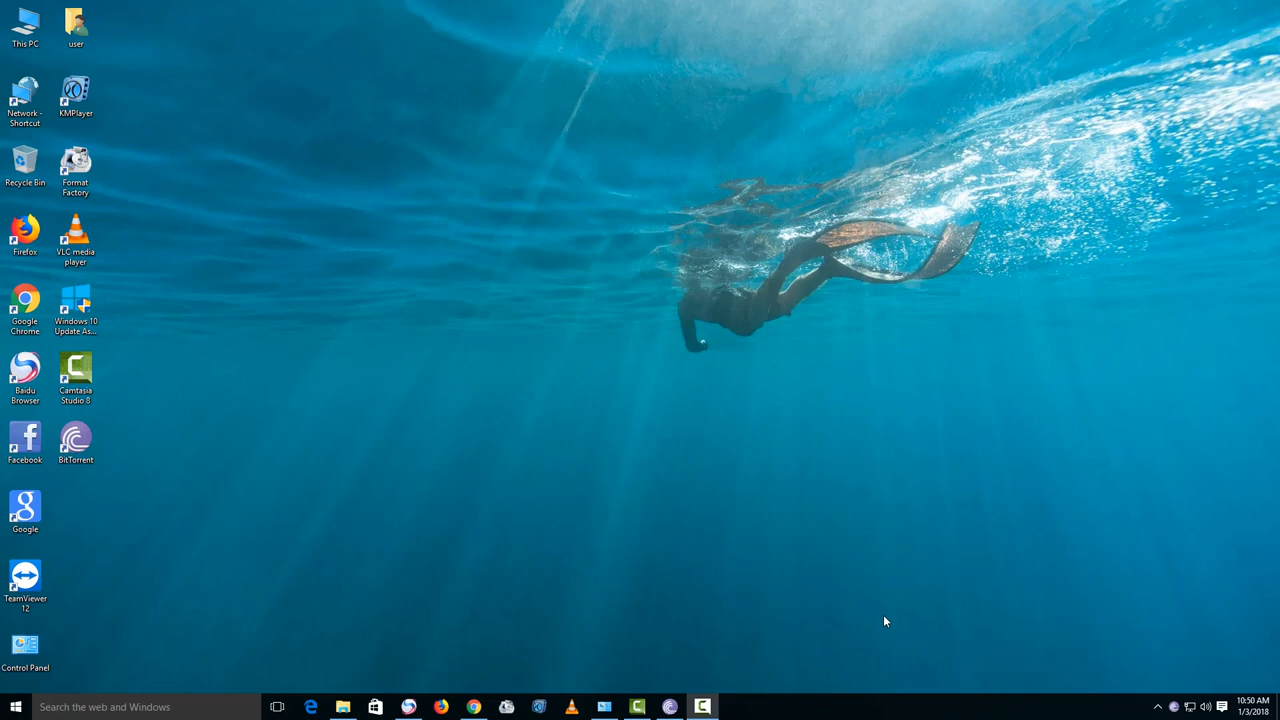 This PC
user
Network -
Shortcut
KMPlayer
Recycle Bin
Format
Factory
Firefox
VLC media
player
Google
Chrome
Windows 10
Update As...
Baidu
Browser
Camtasia
Studio 8
Facebook
BitTorrent
Google
TeamViewer
12
Control Panel
Search the web and Windows
10:50 AM
1/3/2018